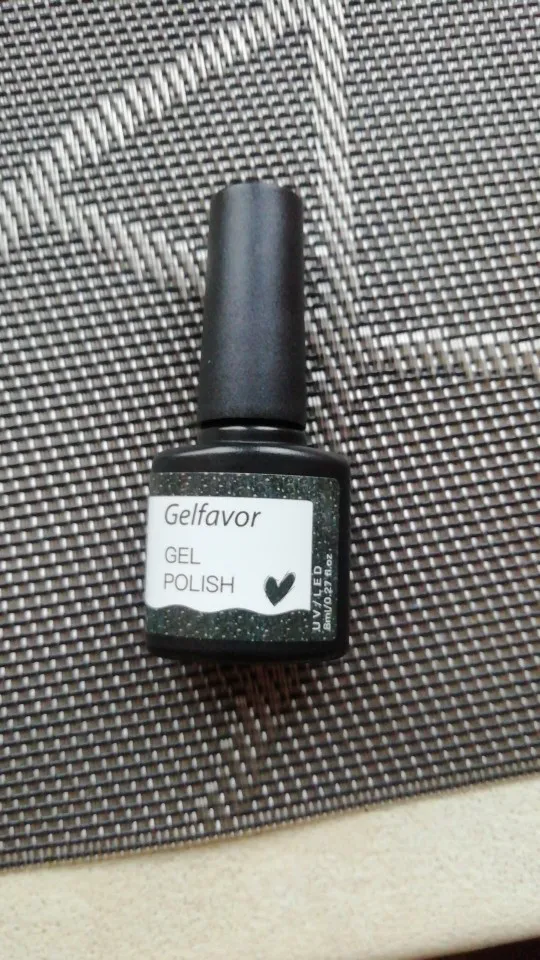 Gelfavor
GEL
POLISH
UV/LED
8ml/0.27 fl.oz